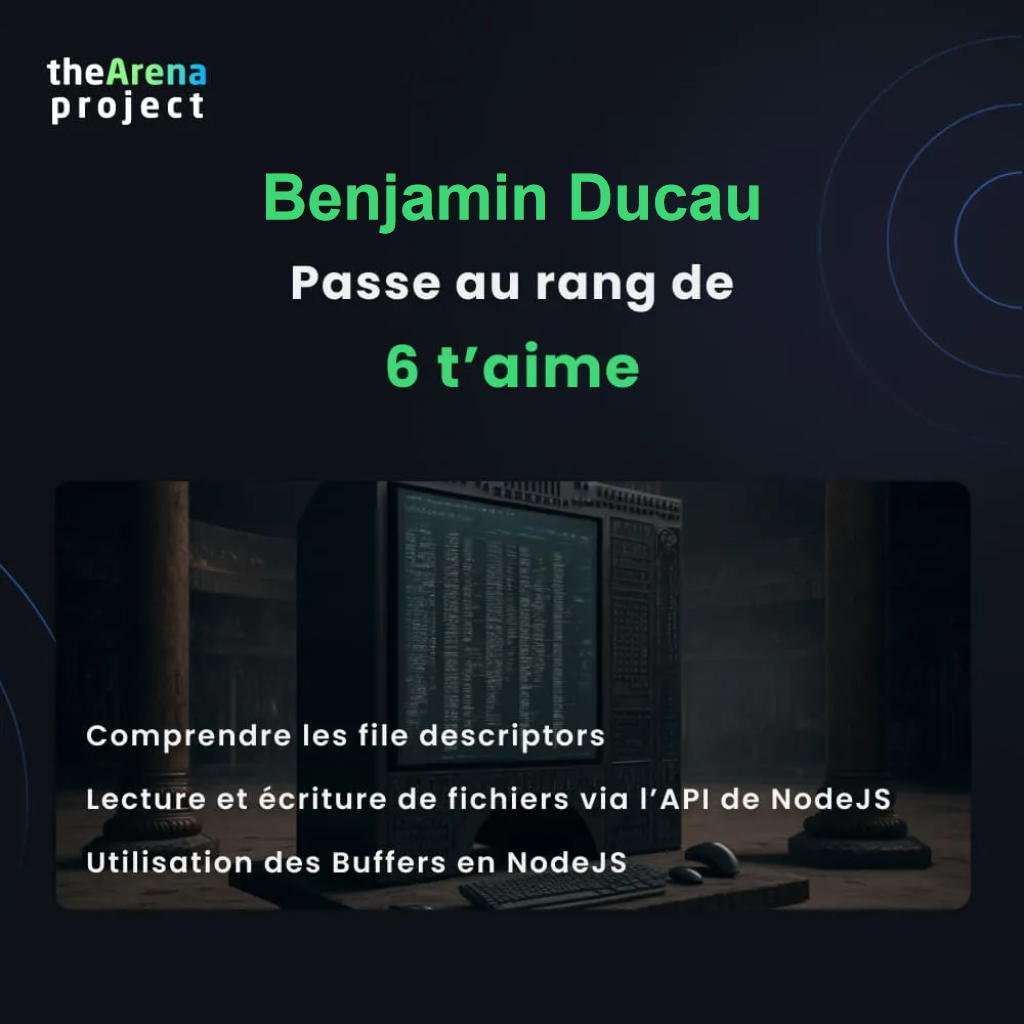 theArena
project
Benjamin Ducau
Passe au rang de
6 t’aime
Comprendre les file descriptors
Lecture et écriture de fichiers via l’API de NodeJS
Utilisation des Buffers en NodeJS